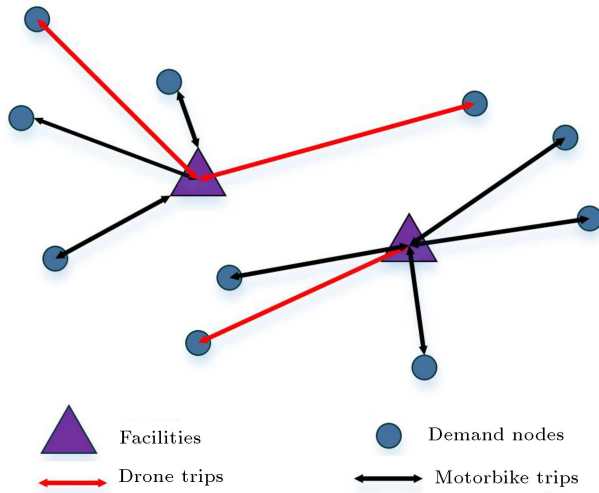 Facilities
Demand nodes
Drone trips
Motorbike trips